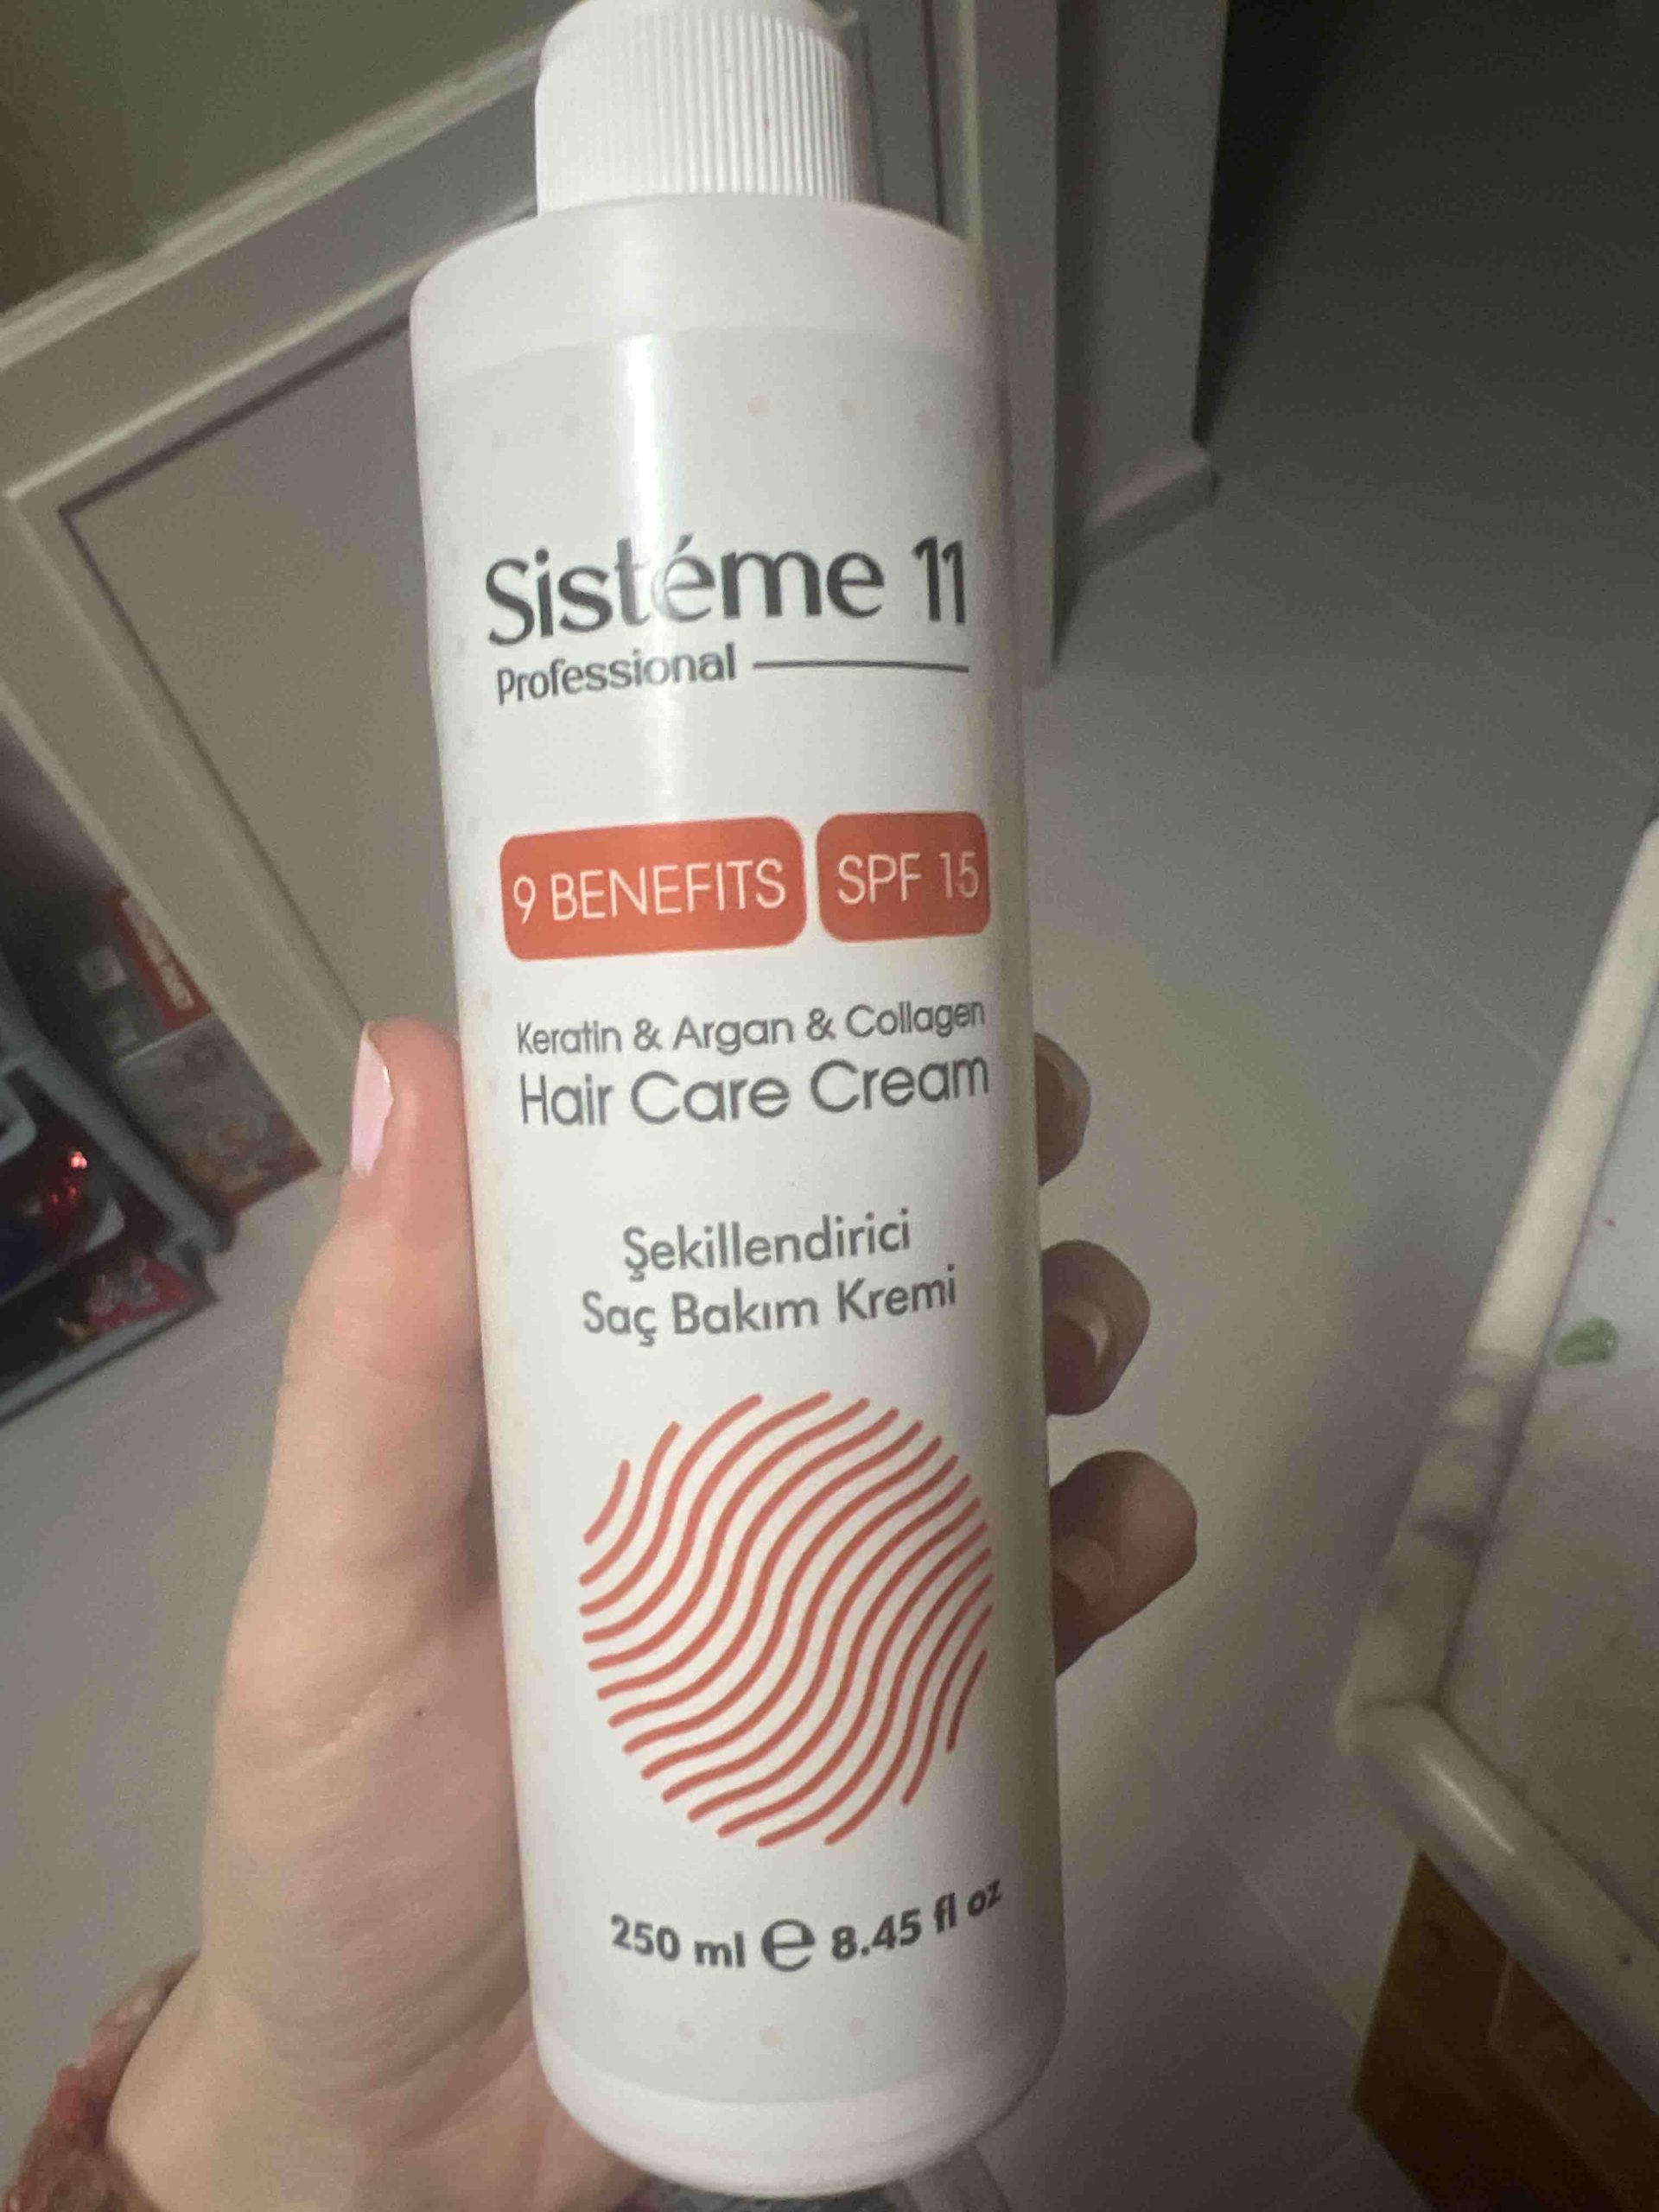 Sistéme 11
Professional
9 BENEFITS SPF 15
Keratin & Argan & Collagen
Hair Care Cream
Şekillendirici
Saç Bakım Kremi
250 ml e 8.45 fl oz